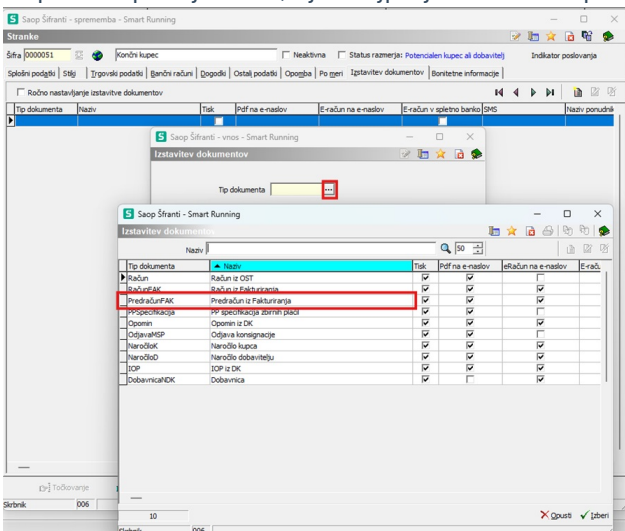 Saop Šifranti - sprememba - Smart Running
Stranke
Šifra 0000051 Končni kupec Neaktivna Status razmerja: Potencialen kupec ali dobavitelj Indikator poslovanja
Splošni podatki Stiki Trgovski podatki Bančni računi Dogodki Ostali podatki Opomba Po meri Izstavitev dokumentov Bonitetne informacije
Ročno nastavljanje izstavitve dokumentov
Tip dokumenta Naziv Tisk Pdf na e-naslov E-račun na e-naslov E-račun v spletno banko SMS Naziv ponudnik
Saop Šifranti - vnos - Smart Running
Izstavitev dokumentov
Tip dokumenta ...
Saop Šifranti - Smart Running
Izstavitev dokumentov
Naziv 50
Tip dokumenta Naziv Tisk Pdf na e-naslov eRačun na e-naslov E-raču
Račun Račun iz OST
RačunFAK Račun iz Fakturiranja
PredračunFAK Predračun iz Fakturiranja
PPSpecifikacija PP specifikacija zbirnih plačil
Opomin Opomin iz DK
OdjavaMSP Odjava konsignacije
NaročiloK Naročilo kupca
NaročiloD Naročilo dobavitelju
IOP IOP iz DK
DobavnicaNDK Dobavnica
Točkovanje
Skrbnik 006
10 Opusti Izberi
Skrbnik 006